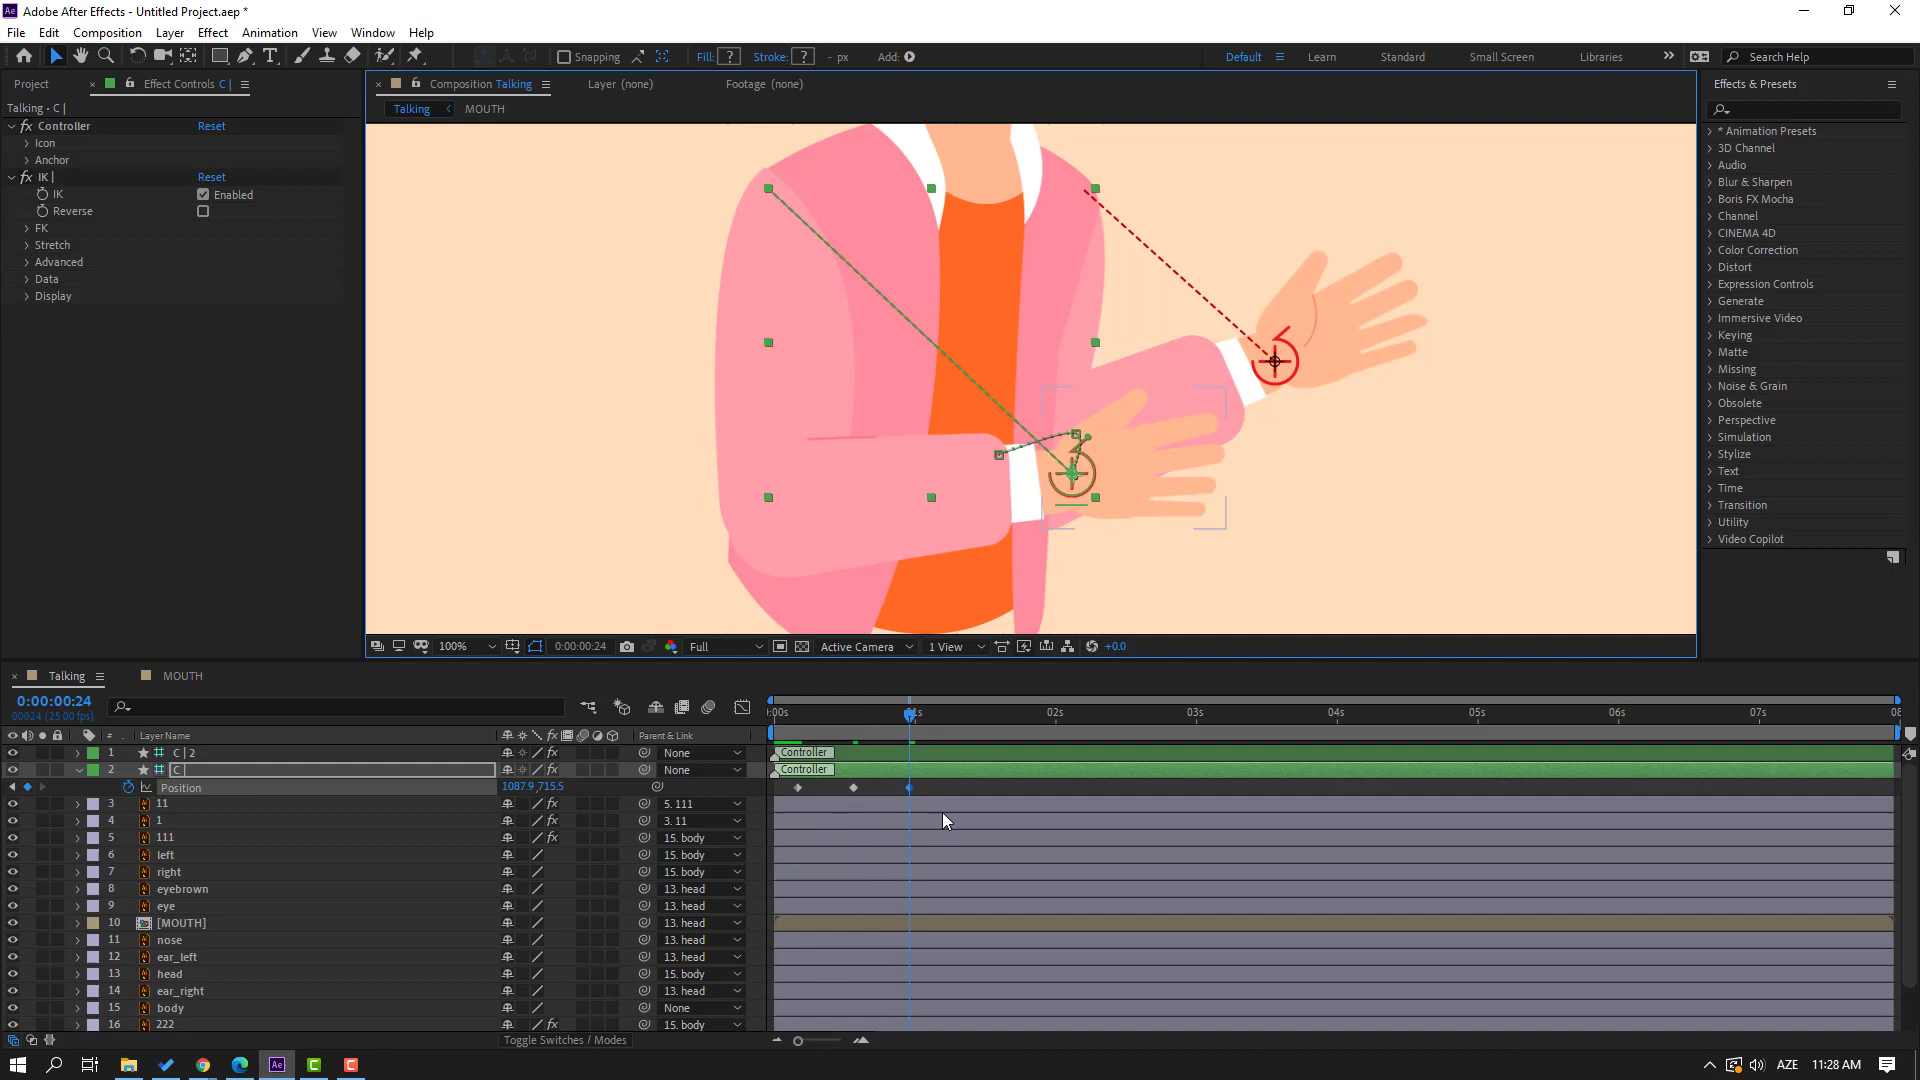 Adobe After Effects - Untitled Project.aep *
File Edit Composition Layer Effect Animation View Window Help
Snapping Fill: ? Stroke: ? - px Add: Default Learn Standard Small Screen Libraries Search Help
Project Effect Controls C | Composition Talking Layer (none) Footage (none) Effects & Presets
Talking - C | Talking MOUTH
fx Controller Reset
Icon
Anchor
fx IK | Reset
IK Enabled
Reverse
FK
Stretch
Advanced
Data
Display
* Animation Presets
3D Channel
Audio
Blur & Sharpen
Boris FX Mocha
Channel
CINEMA 4D
Color Correction
Distort
Expression Controls
Generate
Immersive Video
Keying
Matte
Missing
Noise & Grain
Obsolete
Perspective
Simulation
Stylize
Text
Time
Transition
Utility
Video Copilot
100% 0:00:00:24 Full Active Camera 1 View +0.0
Talking MOUTH
0:00:00:24
00024 (25.00 fps)
:00s 01s 02s 03s 04s 05s 06s 07s 08
# Layer Name fx Parent & Link
1 C | 2 None Controller
2 C | None Controller
Position 1087.9,715.5
3 11 fx 5. 111
4 1 fx 3. 11
5 111 fx 15. body
6 left 15. body
7 right 15. body
8 eyebrown 13. head
9 eye 13. head
10 [MOUTH] 13. head
11 nose 13. head
12 ear_left 13. head
13 head 15. body
14 ear_right 13. head
15 body None
16 222 fx 15. body
Toggle Switches / Modes
Ae AZE 11:28 AM